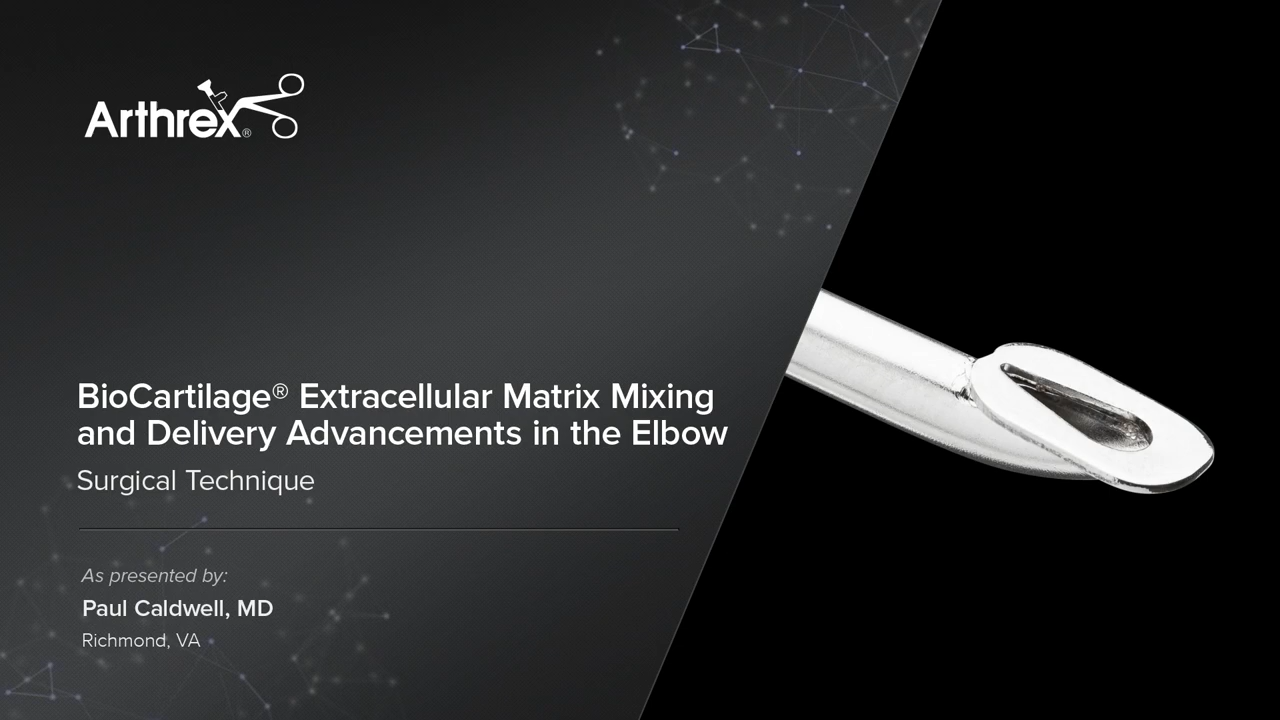 Arthrex®
BioCartilage® Extracellular Matrix Mixing
and Delivery Advancements in the Elbow
Surgical Technique
As presented by:
Paul Caldwell, MD
Richmond, VA